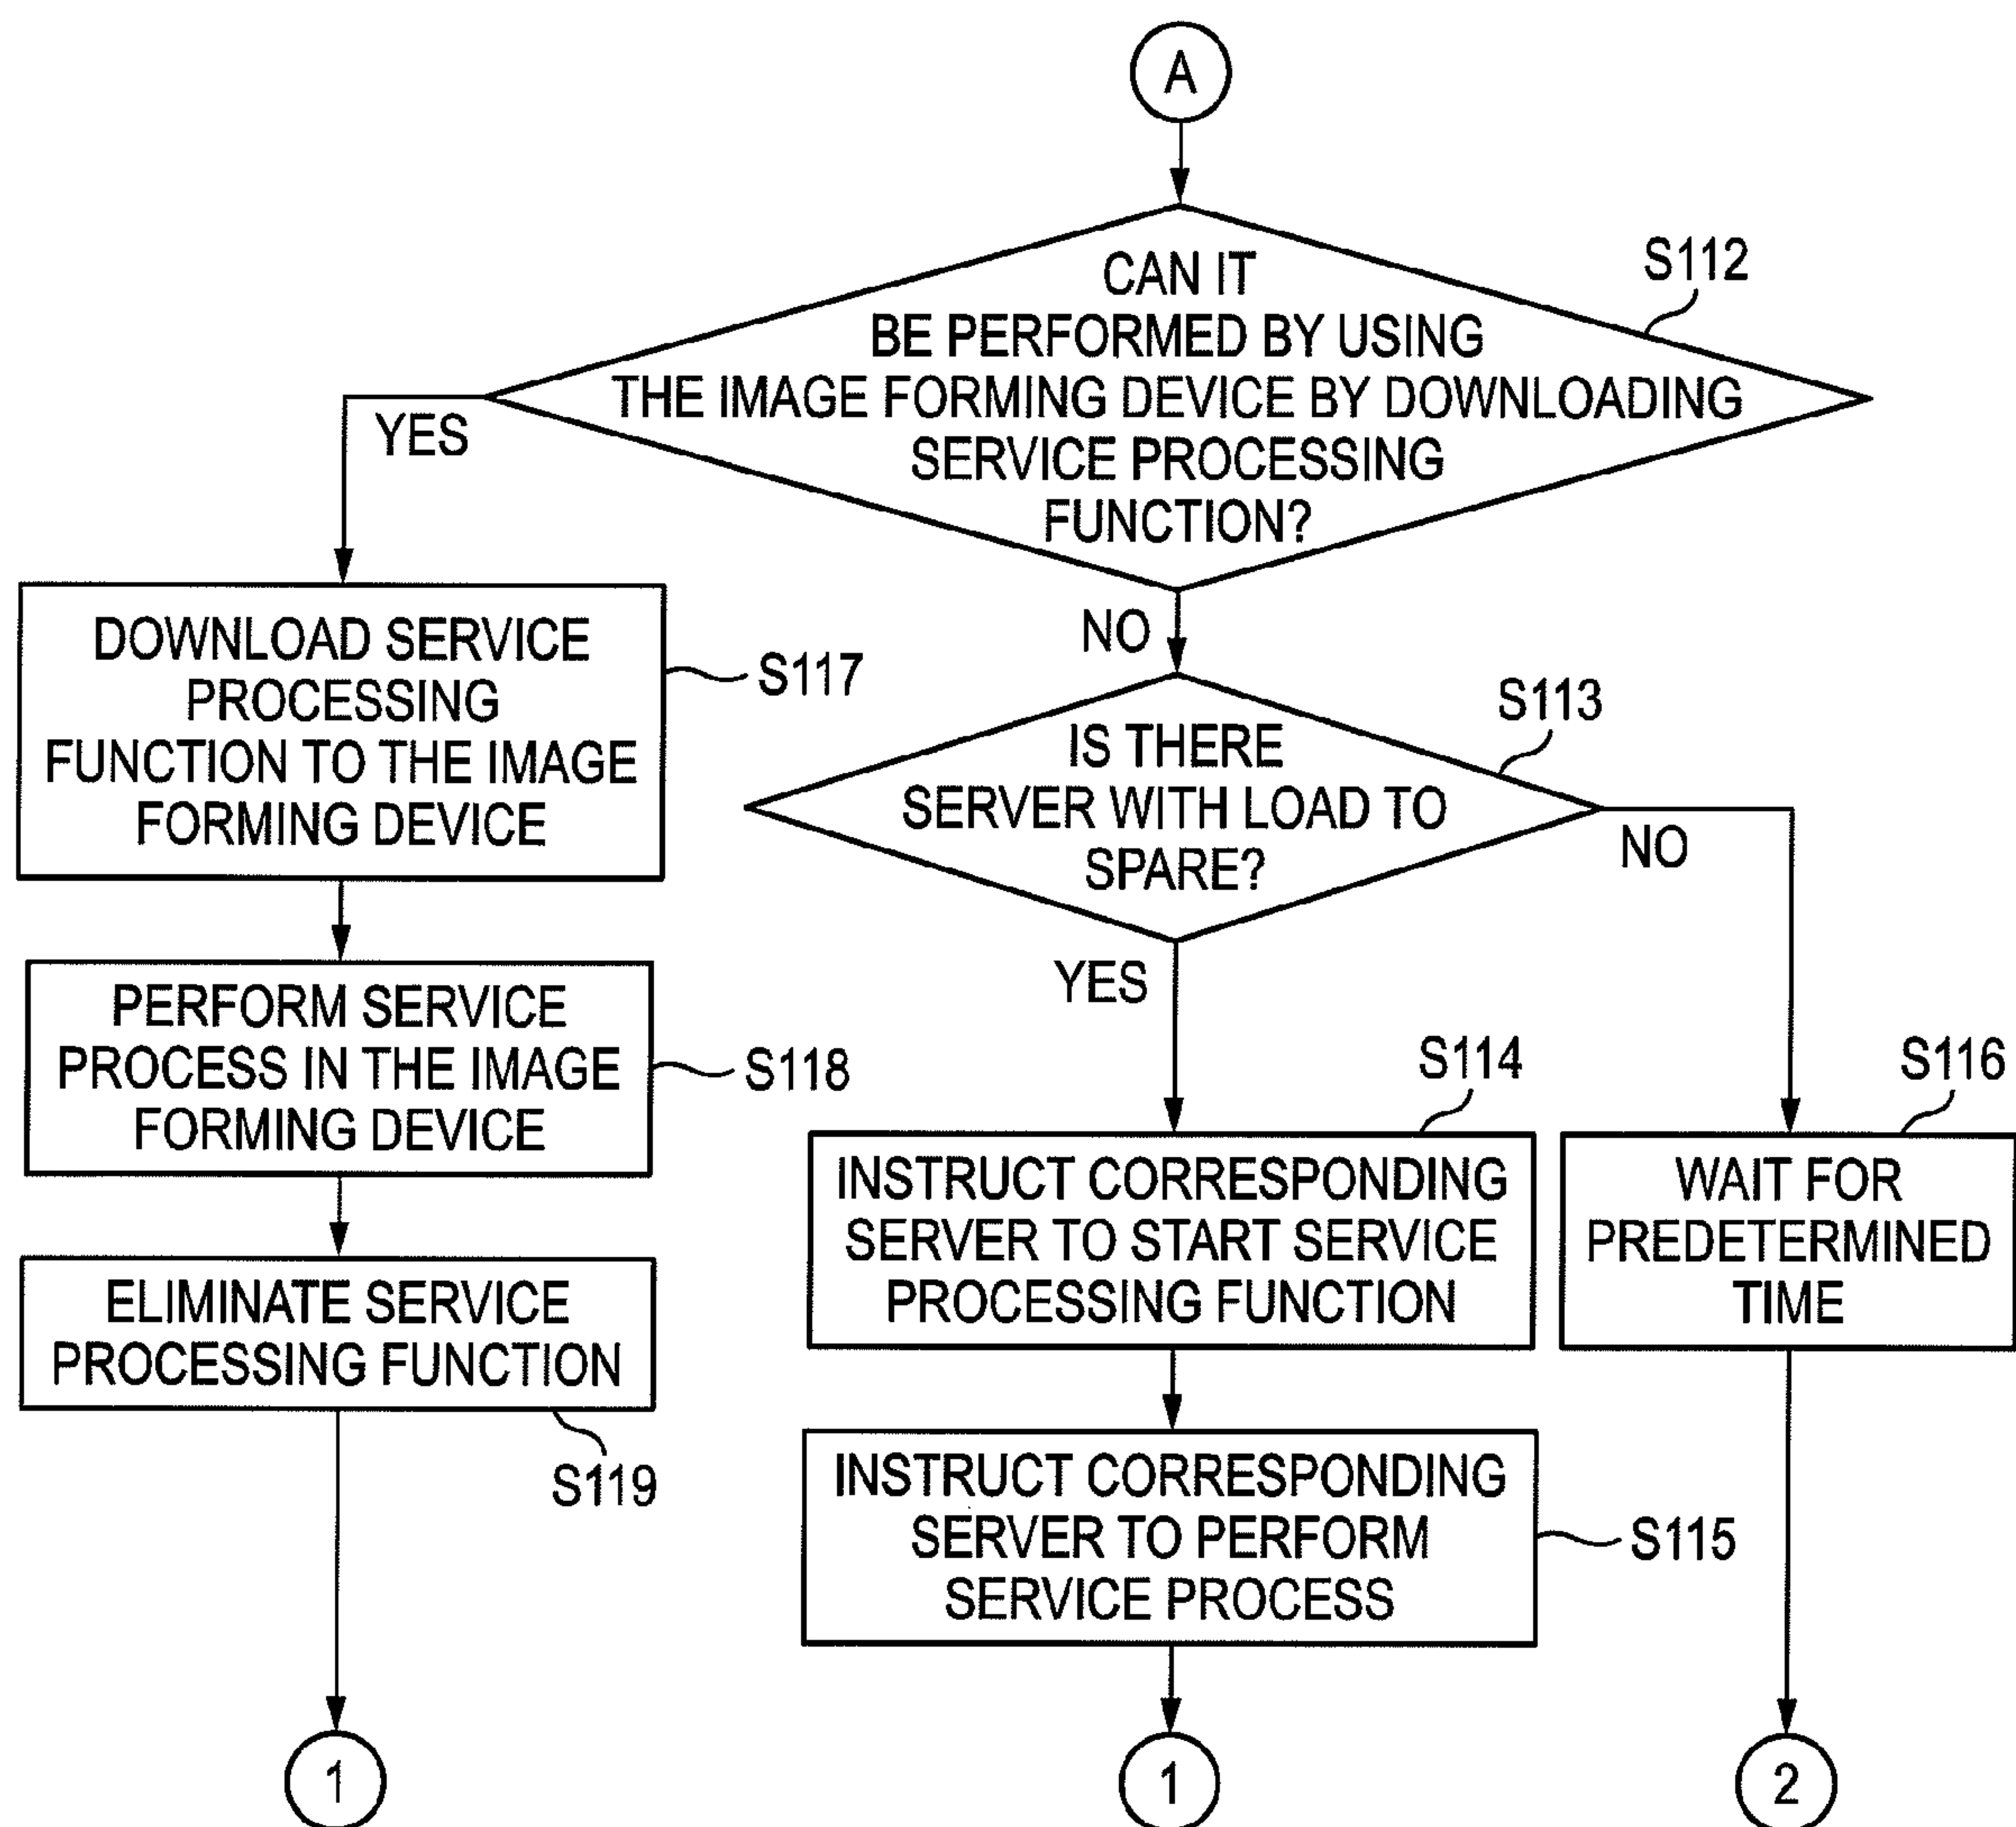 A
CAN IT
BE PERFORMED BY USING
THE IMAGE FORMING DEVICE BY DOWNLOADING
SERVICE PROCESSING
FUNCTION?
S112
YES
NO
DOWNLOAD SERVICE
PROCESSING
FUNCTION TO THE IMAGE
FORMING DEVICE
S117
IS THERE
SERVER WITH LOAD TO
SPARE?
S113
NO
YES
PERFORM SERVICE
PROCESS IN THE IMAGE
FORMING DEVICE
S118
S114
S116
INSTRUCT CORRESPONDING
SERVER TO START SERVICE
PROCESSING FUNCTION
WAIT FOR
PREDETERMINED
TIME
ELIMINATE SERVICE
PROCESSING FUNCTION
S119
INSTRUCT CORRESPONDING
SERVER TO PERFORM
SERVICE PROCESS
S115
1
1
2